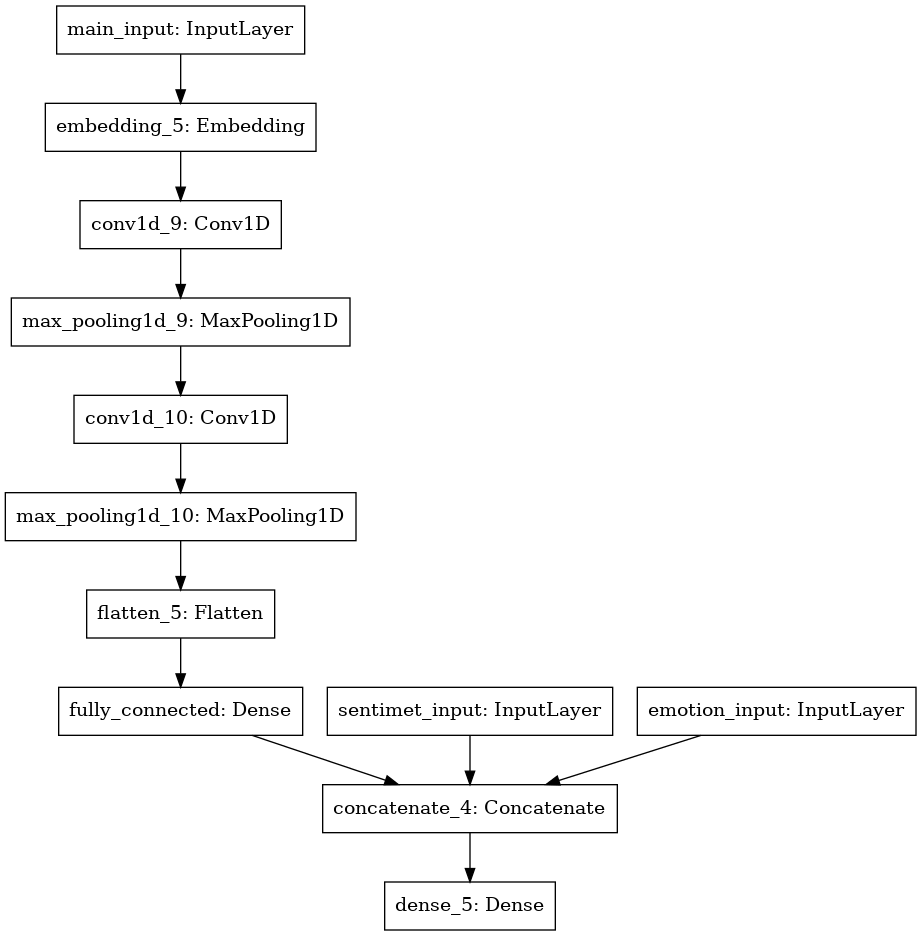 main_input: InputLayer
embedding_5: Embedding
conv1d_9: Conv1D
max_pooling1d_9: MaxPooling1D
conv1d_10: Conv1D
max_pooling1d_10: MaxPooling1D
flatten_5: Flatten
fully_connected: Dense
sentimet_input: InputLayer
emotion_input: InputLayer
concatenate_4: Concatenate
dense_5: Dense